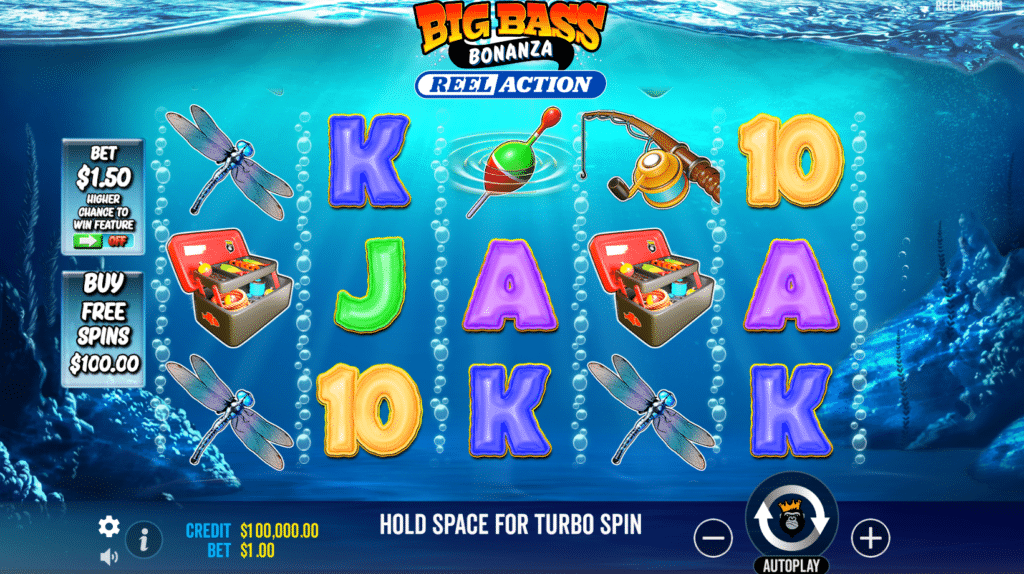 REEL KINGDOM
BIG BASS
BONANZA
REEL ACTION
K
10
BET
$1.50
HIGHER
CHANCE TO
WIN FEATURE
OFF
J
A
A
BUY
FREE
SPINS
$100.00
10
K
K
CREDIT $100,000.00
BET $1.00
HOLD SPACE FOR TURBO SPIN
AUTOPLAY